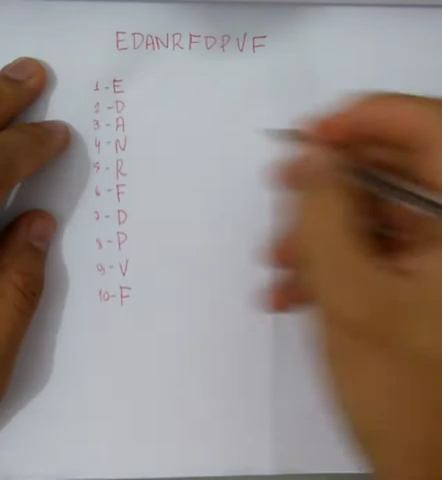 EDANRFDPVF
1-E
2-D
3-A
4-N
5-R
6-F
7-D
8-P
9-V
10-F